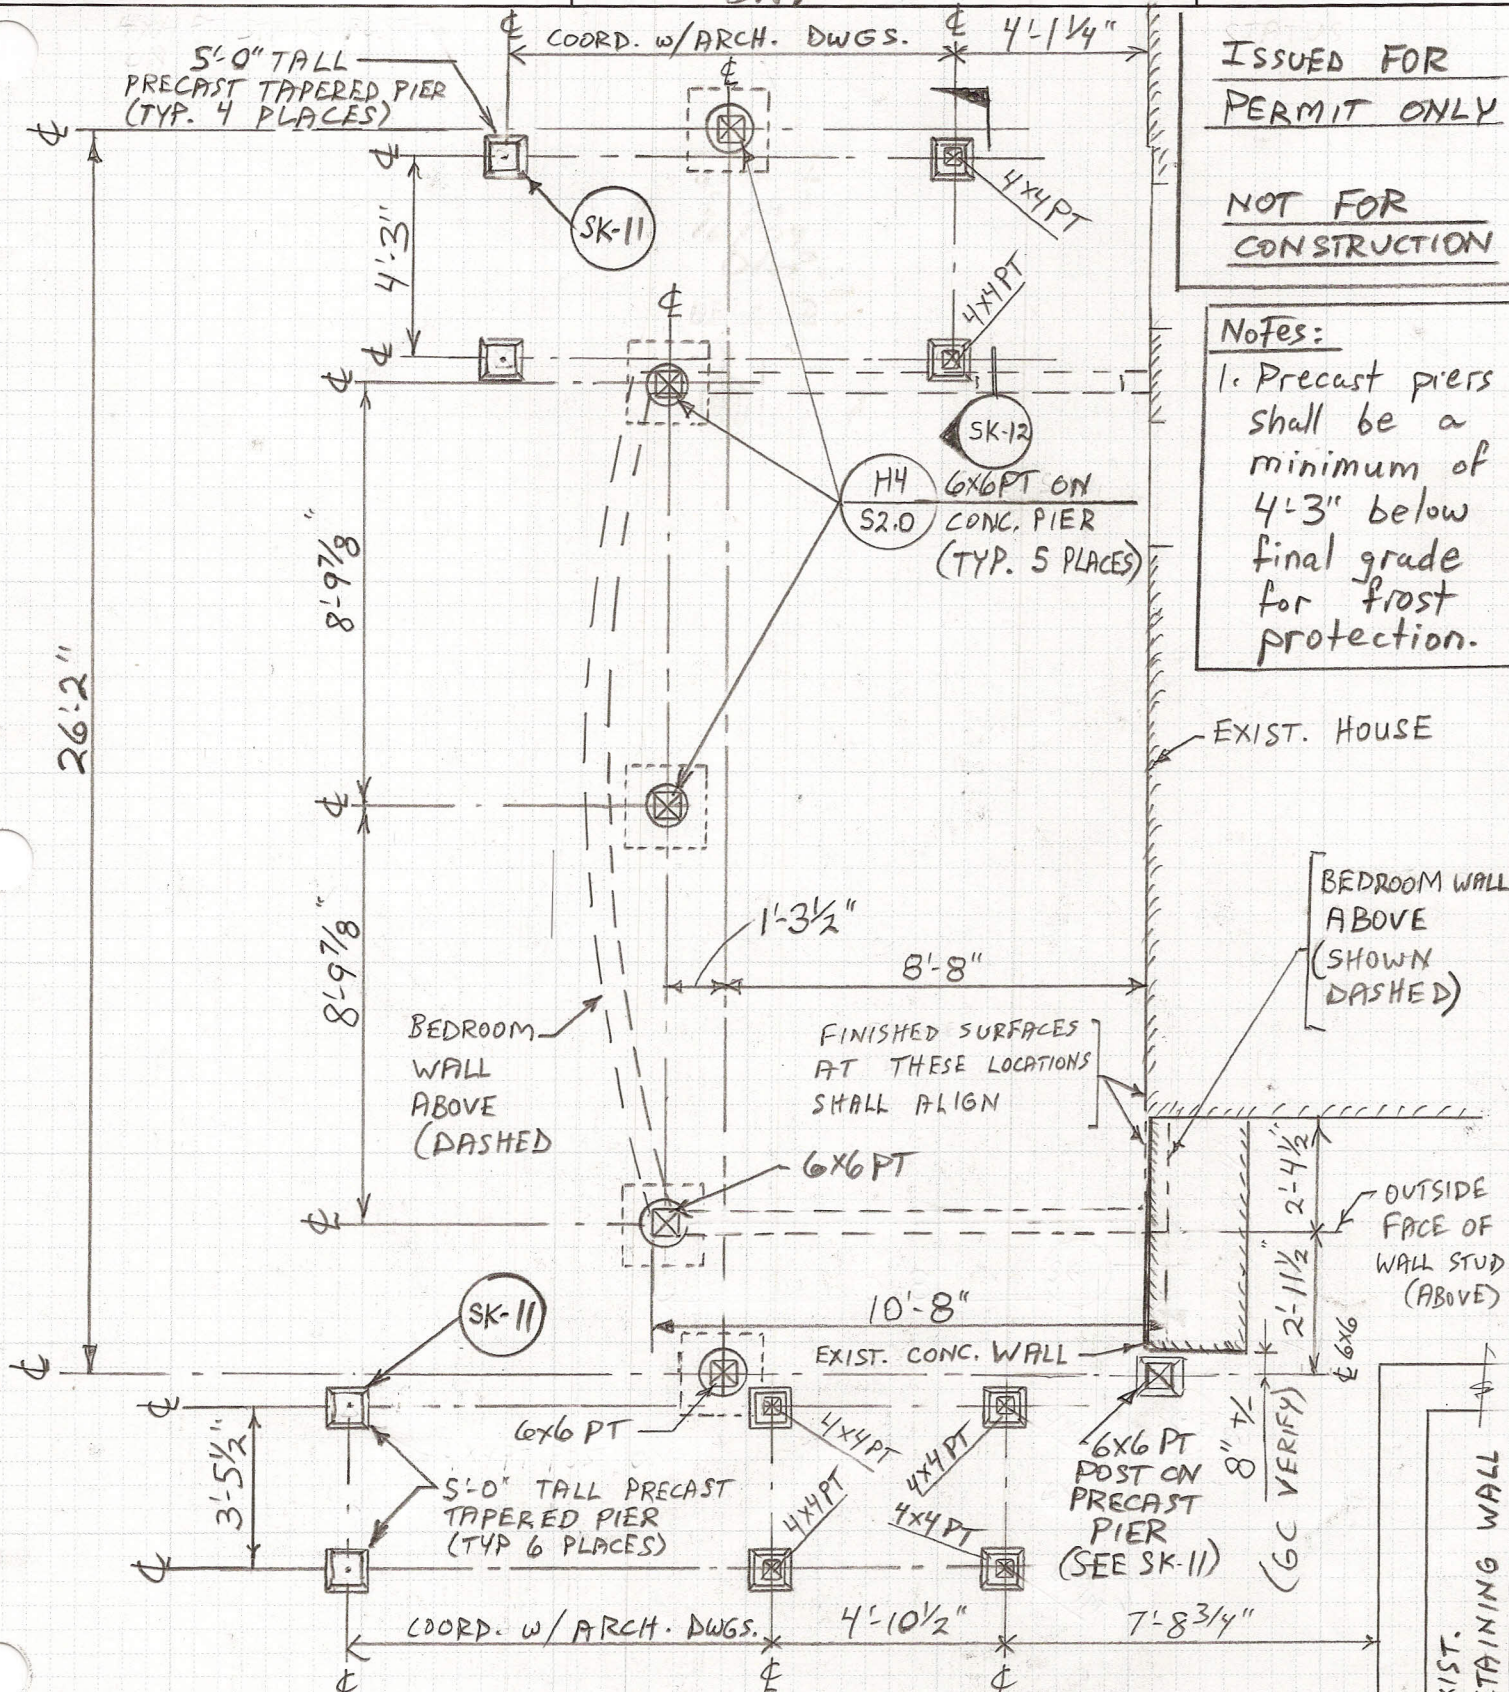 ℄
COORD. W/ARCH. DWGS.
℄
4'-1 1/4"
5'-0" TALL
PRECAST TAPERED PIER
(TYP. 4 PLACES)
℄
℄
℄
4'-3"
℄
℄
℄
SK-11
4x4 PT
4x4 PT
ISSUED FOR
PERMIT ONLY
NOT FOR
CONSTRUCTION
Notes:
1. Precast piers
shall be a
minimum of
4'-3" below
final grade
for frost
protection.
SK-12
H4
S2.0
6x6 PT ON
CONC. PIER
(TYP. 5 PLACES)
8'-9 7/8"
26'-2"
EXIST. HOUSE
℄
8'-9 7/8"
1'-3 1/2"
8'-8"
BEDROOM WALL
ABOVE
(SHOWN
DASHED)
BEDROOM
WALL
ABOVE
(DASHED
FINISHED SURFACES
AT THESE LOCATIONS
SHALL ALIGN
6x6 PT
℄
2'-4 1/2"
OUTSIDE
FACE OF
WALL STUD
(ABOVE)
2'-11 1/2"
℄ 6x6
10'-8"
EXIST. CONC. WALL
SK-11
℄
℄
3'-5 1/2"
6x6 PT
4x4 PT
4x4 PT
4x4 PT
4x4 PT
5'-0" TALL PRECAST
TAPERED PIER
(TYP 6 PLACES)
6x6 PT
POST ON
PRECAST
PIER
(SEE SK-11)
8" +/-
(GC VERIFY)
℄
COORD. W/ ARCH. DWGS.
4'-10 1/2"
7'-8 3/4"
℄
℄
℄
XIST.
TAINING WALL